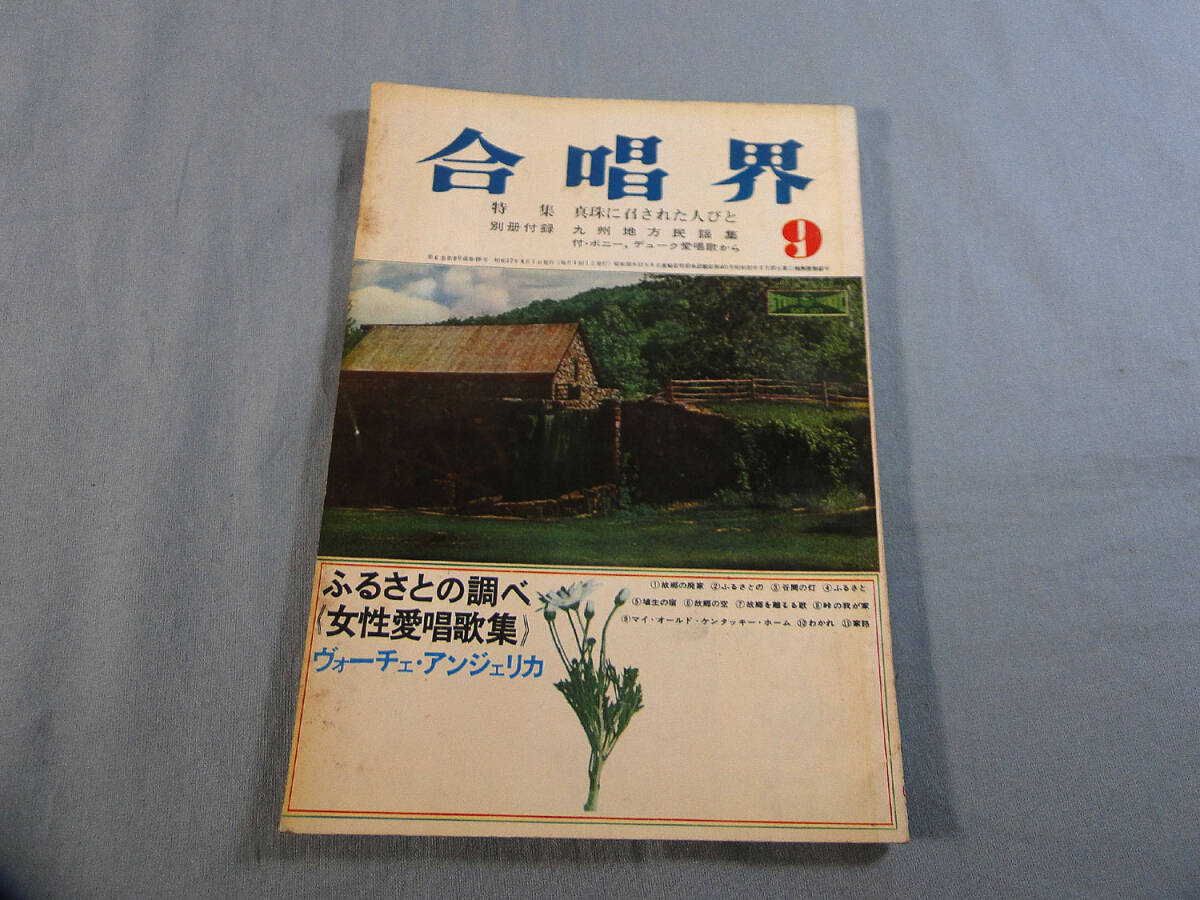 合唱界
特集 真珠に召された人びと
別冊付録 九州地方民謡集
付・ボニー，デューク愛唱歌から
9
ふるさとの調べ
《女性愛唱歌集》
ヴォーチェ・アンジェリカ
①故郷の廃家 ②ふるさとの ③谷間の灯 ④ふるさと
⑤埴生の宿 ⑥故郷の空 ⑦故郷を離るる歌 ⑧峠の我が家
⑨マイ・オールド・ケンタッキー・ホーム ⑩わかれ ⑪家路